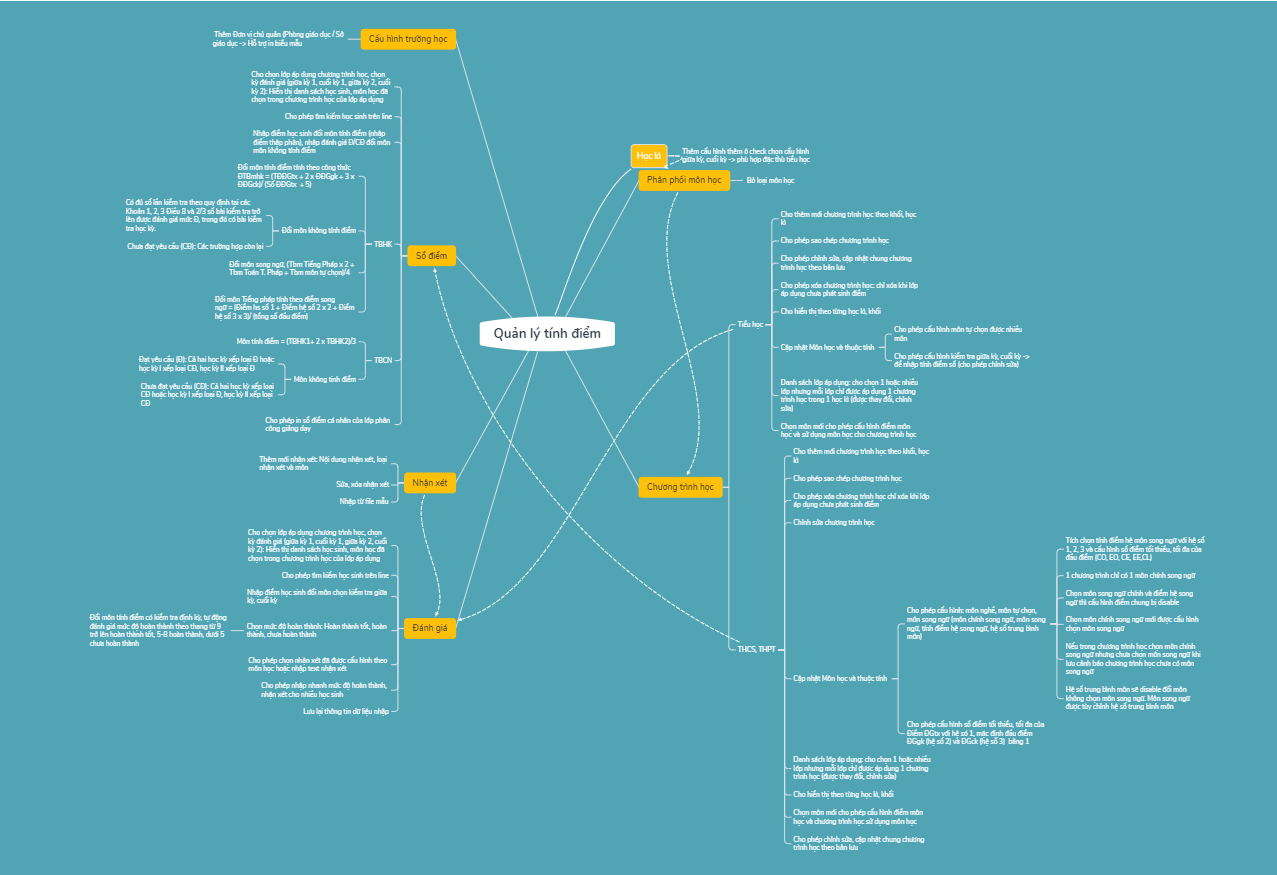 Thêm Đơn vị chủ quản (Phòng giáo dục / Sở
giáo dục -> Hỗ trợ in biểu mẫu
Cấu hình trường học
Cho chọn lớp áp dụng chương trình học, chọn
kỳ đánh giá (giữa kỳ 1, cuối kỳ 1, giữa kỳ 2, cuối
kỳ 2): Hiển thị danh sách học sinh, môn học đã
chọn trong chương trình học của lớp áp dụng
Cho phép tìm kiếm học sinh trên line
Nhập điểm học sinh đối môn tính điểm (nhập
điểm thập phân), nhập đánh giá Đ/CĐ đối môn
môn không tính điểm
Đối môn tính điểm tính theo công thức
ĐTBmhk = (TĐĐGtx + 2 x ĐĐGgk + 3 x
ĐĐGck)/ (Số ĐĐGtx + 5)
Có đủ số lần kiểm tra theo quy định tại các
Khoản 1, 2, 3 Điều 8 và 2/3 số bài kiểm tra trở
lên được đánh giá mức Đ, trong đó có bài kiểm
tra học kỳ.
Chưa đạt yêu cầu (CĐ): Các trường hợp còn lại
Đối môn không tính điểm
TBHK
Đối môn song ngữ, (Tbm Tiếng Pháp x 2 +
Tbm Toán T. Pháp + Tbm môn tự chọn)/4
Đối môn Tiếng pháp tính theo điểm song
ngữ = (Điểm hs số 1 + Điểm hệ số 2 x 2 + Điểm
hệ số 3 x 3)/ (tổng số đầu điểm)
Sổ điểm
Môn tính điểm = (TBHK1+ 2 x TBHK2)/3
Đạt yêu cầu (Đ): Cả hai học kỳ xếp loại Đ hoặc
học kỳ I xếp loại CĐ, học kỳ II xếp loại Đ
Chưa đạt yêu cầu (CĐ): Cả hai học kỳ xếp loại
CĐ hoặc học kỳ I xếp loại Đ, học kỳ II xếp loại
CĐ
Môn không tính điểm
TBCN
Cho phép in sổ điểm cá nhân của lớp phân
công giảng dạy
Thêm mới nhận xét: Nội dung nhận xét, loại
nhận xét và môn
Sửa, xóa nhận xét
Nhập từ file mẫu
Nhận xét
Cho chọn lớp áp dụng chương trình học, chọn
kỳ đánh giá (giữa kỳ 1, cuối kỳ 1, giữa kỳ 2, cuối
kỳ 2): Hiển thị danh sách học sinh, môn học đã
chọn trong chương trình học của lớp áp dụng
Cho phép tìm kiếm học sinh trên line
Nhập điểm học sinh đối môn chọn kiểm tra giữa
kỳ, cuối kỳ
Đối môn tính điểm có kiểm tra định kỳ, tự động
đánh giá mức độ hoàn thành theo thang từ 9
trở lên hoàn thành tốt, 5-8 hoàn thành, dưới 5
chưa hoàn thành
Chọn mức độ hoàn thành: Hoàn thành tốt, hoàn
thành, chưa hoàn thành
Cho phép chọn nhận xét đã được cấu hình theo
môn học hoặc nhập text nhận xét
Cho phép nhập nhanh mức độ hoàn thành,
nhận xét cho nhiều học sinh
Lưu lại thông tin dữ liệu nhập
Đánh giá
Quản lý tính điểm
Học kì
Thêm cấu hình thêm ô check chọn cấu hình
giữa kỳ, cuối kỳ -> phù hợp đặc thù tiểu học
Phân phối môn học
Bỏ loại môn học
Chương trình học
Tiểu học
Cho thêm mới chương trình học theo khối, học
kì
Cho phép sao chép chương trình học
Cho phép chỉnh sửa, cập nhật chung chương
trình học theo bản lưu
Cho phép xóa chương trình học: chỉ xóa khi lớp
áp dụng chưa phát sinh điểm
Cho hiển thị theo từng học kì, khối
Cập nhật Môn học và thuộc tính
Cho phép cấu hình môn tự chọn được nhiều
môn
Cho phép cấu hình kiểm tra giữa kỳ, cuối kỳ ->
để nhập tính điểm số (cho phép chỉnh sửa)
Danh sách lớp áp dụng: cho chọn 1 hoặc nhiều
lớp nhưng mỗi lớp chỉ được áp dụng 1 chương
trình học trong 1 học kì (được thay đổi, chỉnh
sửa)
Chọn môn mới cho phép cấu hình điểm môn
học và sử dụng môn học cho chương trình học
THCS, THPT
Cho thêm mới chương trình học theo khối, học
kì
Cho phép sao chép chương trình học
Cho phép xóa chương trình học chỉ xóa khi lớp
áp dụng chưa phát sinh điểm
Chỉnh sửa chương trình học
Cập nhật Môn học và thuộc tính
Cho phép cấu hình: môn nghề, môn tự chọn,
môn song ngữ (môn chính song ngữ, môn song
ngữ, tính điểm hệ song ngữ, hệ số trung bình
môn)
Tích chọn tính điểm hệ môn song ngữ với hệ số
1, 2, 3 và cấu hình số điểm tối thiểu, tối đa của
đầu điểm (CO, EO, CE, EE,CL)
1 chương trình chỉ có 1 môn chính song ngữ
Chọn môn song ngữ chính và điểm hệ song
ngữ thì cấu hình điểm chung bị disable
Chọn môn chính song ngữ mới được cấu hình
chọn môn song ngữ
Nếu trong chương trình học chọn môn chính
song ngữ nhưng chưa chọn môn song ngữ khi
lưu cảnh báo chương trình học chưa có môn
song ngữ
Hệ số trung bình môn sẽ disable đối môn
không chọn môn song ngữ. Môn song ngữ
được tùy chỉnh hệ số trung bình môn
Cho phép cấu hình số điểm tối thiểu, tối đa của
Điểm ĐGtx với hệ số 1, mặc định đầu điểm
ĐGgk (hệ số 2) và ĐGck (hệ số 3) bằng 1
Danh sách lớp áp dụng: cho chọn 1 hoặc nhiều
lớp nhưng mỗi lớp chỉ được áp dụng 1 chương
trình học (được thay đổi, chỉnh sửa)
Cho hiển thị theo từng học kì, khối
Chọn môn mới cho phép cấu hình điểm môn
học và chương trình học sử dụng môn học
Cho phép chỉnh sửa, cập nhật chung chương
trình học theo bản lưu